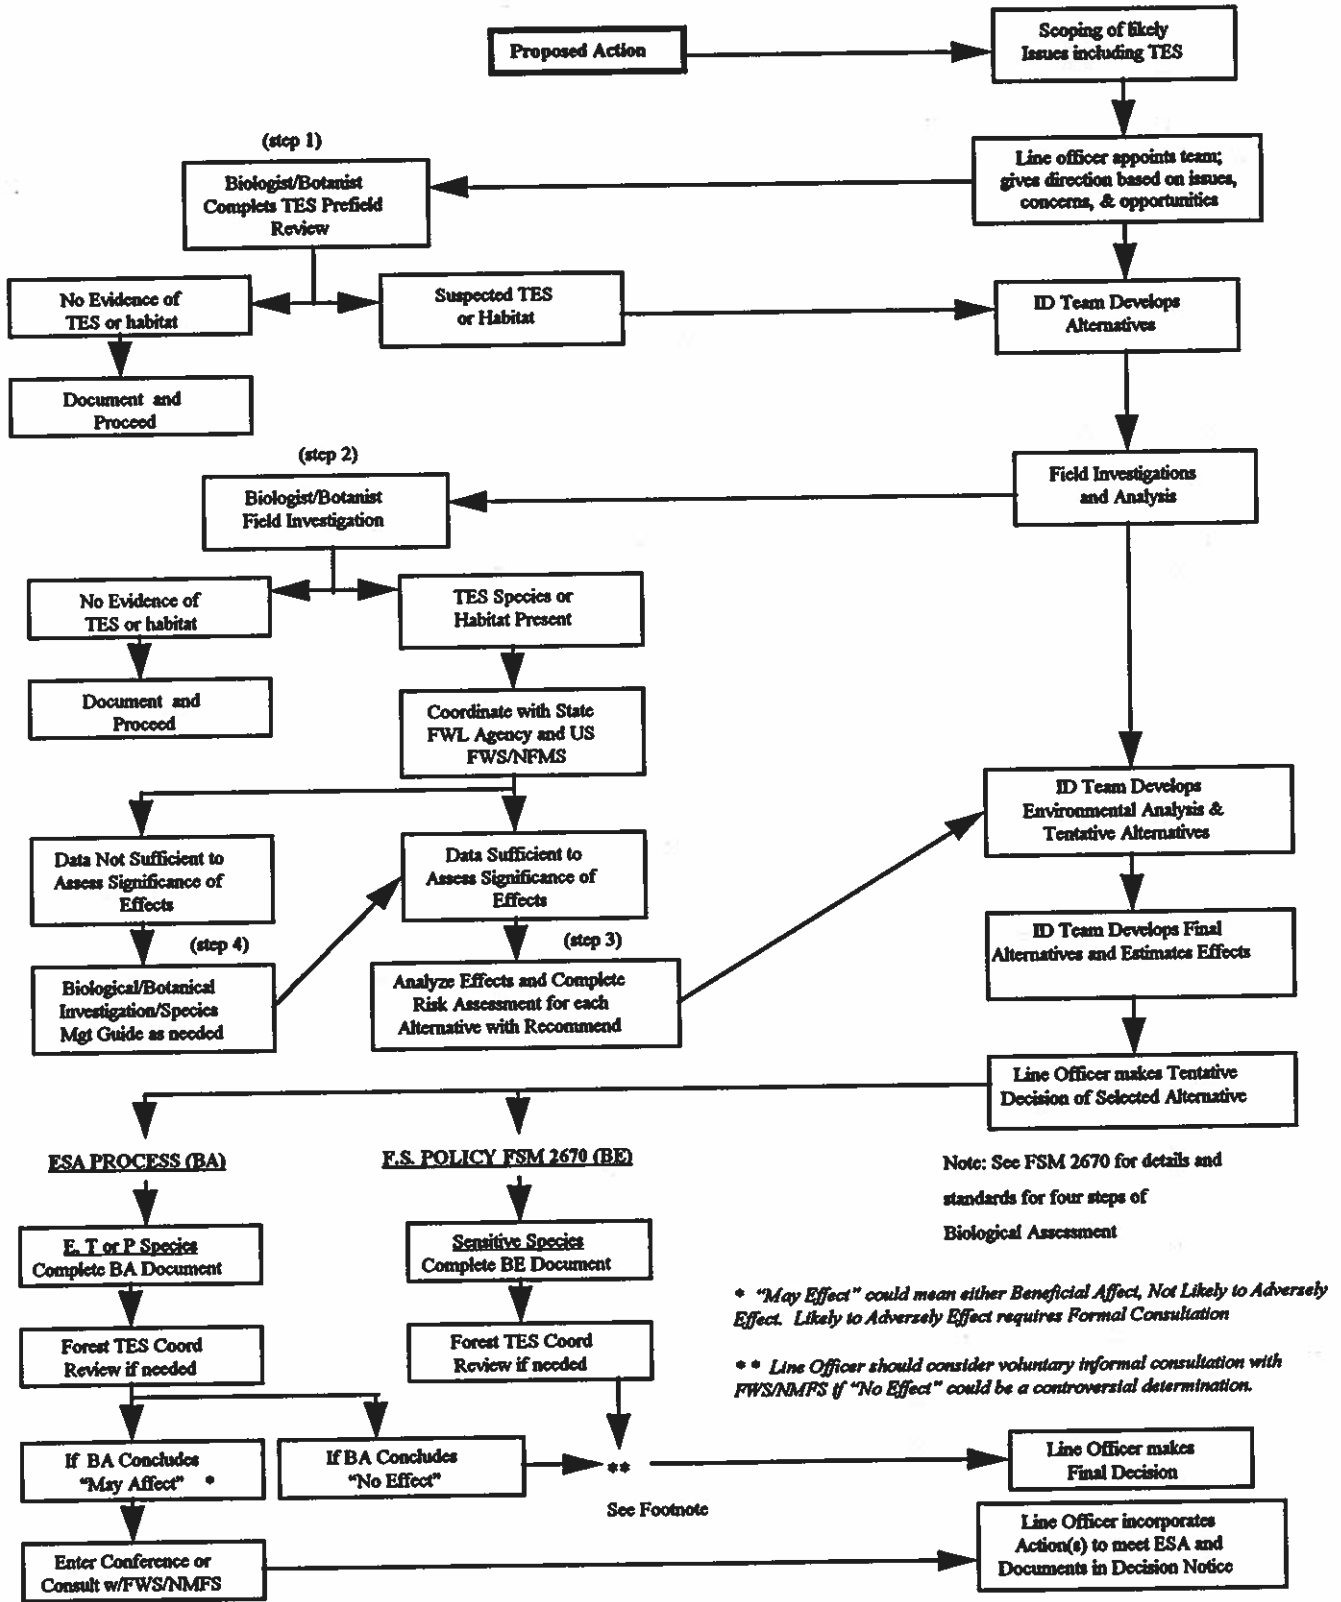 Proposed Action
Scoping of likely
Issues including TES
(step 1)
Line officer appoints team;
gives direction based on issues,
concerns, & opportunities
Biologist/Botanist
Complets TES Prefield
Review
No Evidence of
TES or habitat
Suspected TES
or Habitat
ID Team Develops
Alternatives
Document and
Proceed
(step 2)
Biologist/Botanist
Field Investigation
Field Investigations
and Analysis
No Evidence of
TES or habitat
TES Species or
Habitat Present
Document and
Proceed
Coordinate with State
FWL Agency and US
FWS/NFMS
ID Team Develops
Environmental Analysis &
Tentative Alternatives
Data Not Sufficient to
Assess Significance of
Effects
Data Sufficient to
Assess Significance of
Effects
ID Team Develops Final
Alternatives and Estimates Effects
(step 4)
(step 3)
Biological/Botanical
Investigation/Species
Mgt Guide as needed
Analyze Effects and Complete
Risk Assessment for each
Alternative with Recommend
Line Officer makes Tentative
Decision of Selected Alternative
ESA PROCESS (BA)
F.S. POLICY FSM 2670 (BE)
Note: See FSM 2670 for details and
standards for four steps of
Biological Assessment
E, T or P Species
Complete BA Document
Sensitive Species
Complete BE Document
* "May Effect" could mean either Beneficial Affect, Not Likely to Adversely
Effect. Likely to Adversely Effect requires Formal Consultation
Forest TES Coord
Review if needed
Forest TES Coord
Review if needed
* * Line Officer should consider voluntary informal consultation with
FWS/NMFS if "No Effect" could be a controversial determination.
If BA Concludes
"May Affect" *
If BA Concludes
"No Effect"
**
See Footnote
Line Officer makes
Final Decision
Enter Conference or
Consult w/FWS/NMFS
Line Officer incorporates
Action(s) to meet ESA and
Documents in Decision Notice